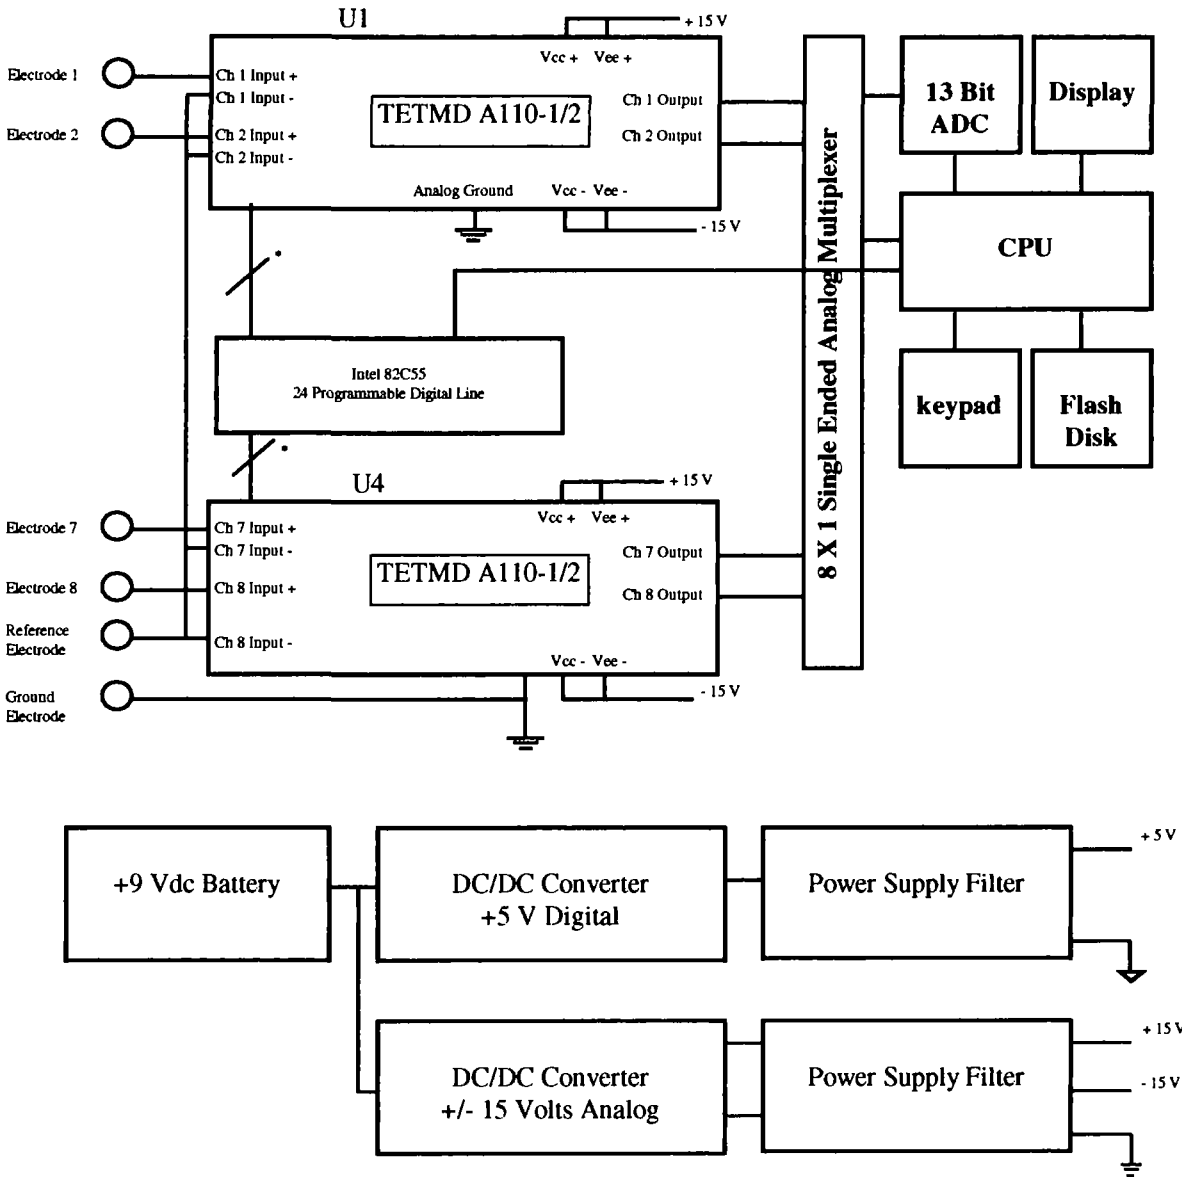 U1
+ 15 V
Vcc + Vee +
Electrode 1
Ch 1 Input +
Ch 1 Input -
Electrode 2
Ch 2 Input +
Ch 2 Input -
TETMD A110-1/2
Ch 1 Output
Ch 2 Output
Analog Ground
Vcc - Vee -
- 15 V
8 X 1 Single Ended Analog Multiplexer
13 Bit
ADC
Display
CPU
keypad
Flash
Disk
*
Intel 82C55
24 Programmable Digital Line
*
U4
+ 15 V
Vcc + Vee +
Electrode 7
Ch 7 Input +
Ch 7 Input -
Electrode 8
Ch 8 Input +
Reference
Electrode
Ch 8 Input -
TETMD A110-1/2
Ch 7 Output
Ch 8 Output
Vcc - Vee -
- 15 V
Ground
Electrode
+9 Vdc Battery
DC/DC Converter
+5 V Digital
Power Supply Filter
+ 5 V
DC/DC Converter
+/- 15 Volts Analog
Power Supply Filter
+ 15 V
- 15 V